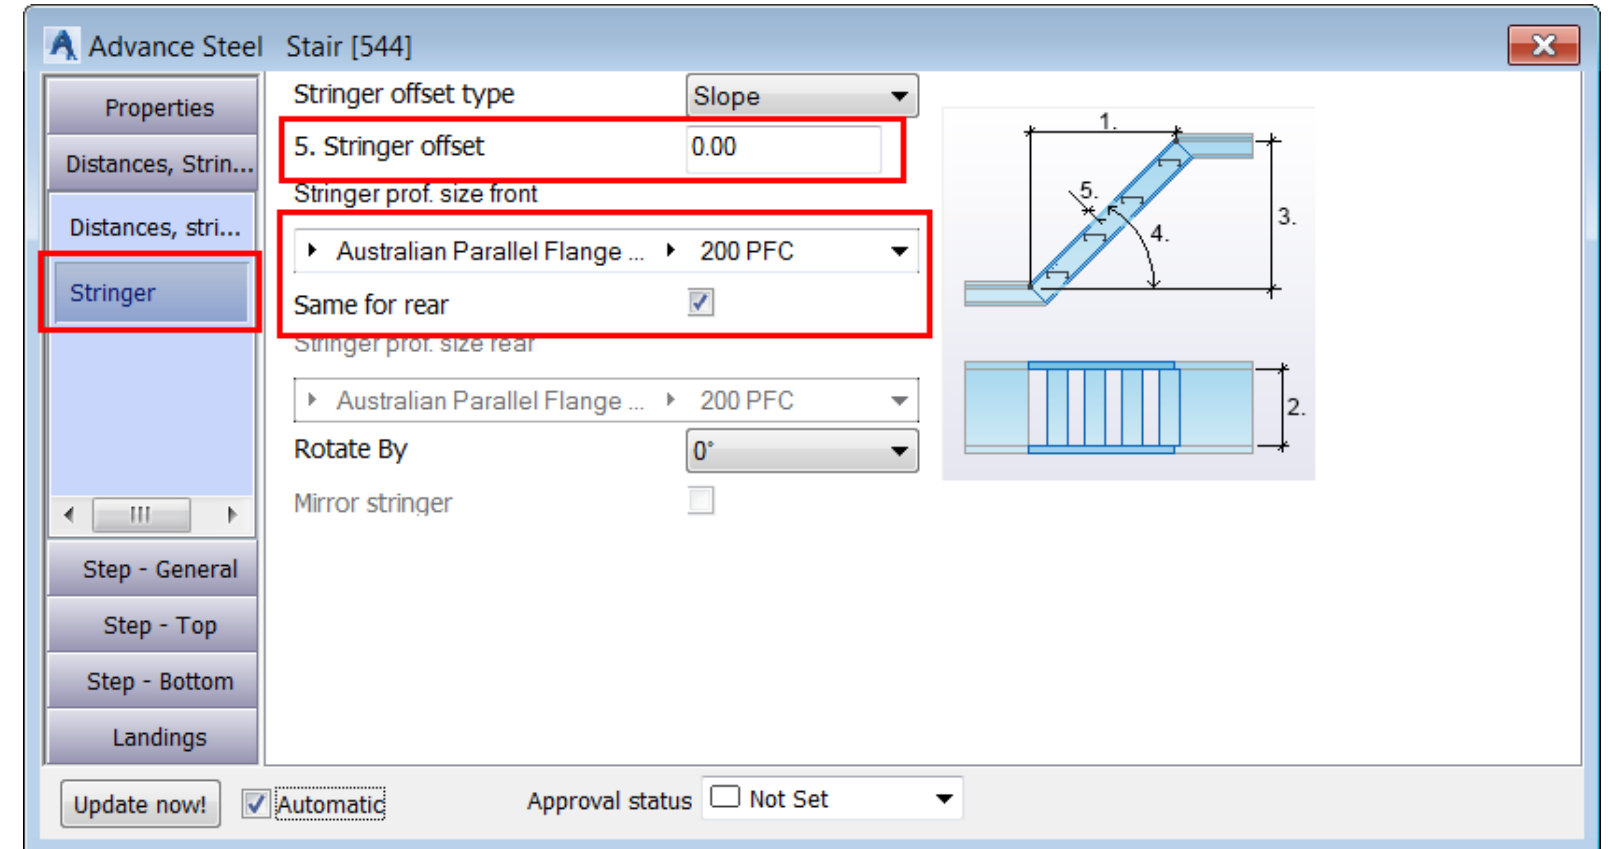 Advance Steel Stair [544]
Properties
Distances, Strin...
Distances, stri...
Stringer
Step - General
Step - Top
Step - Bottom
Landings
Stringer offset type Slope
5. Stringer offset 0.00
Stringer prof. size front
Australian Parallel Flange ... 200 PFC
Same for rear
Stringer prof. size rear
Australian Parallel Flange ... 200 PFC
Rotate By 0°
Mirror stringer
1.
5.
4.
3.
2.
Update now! Automatic Approval status Not Set